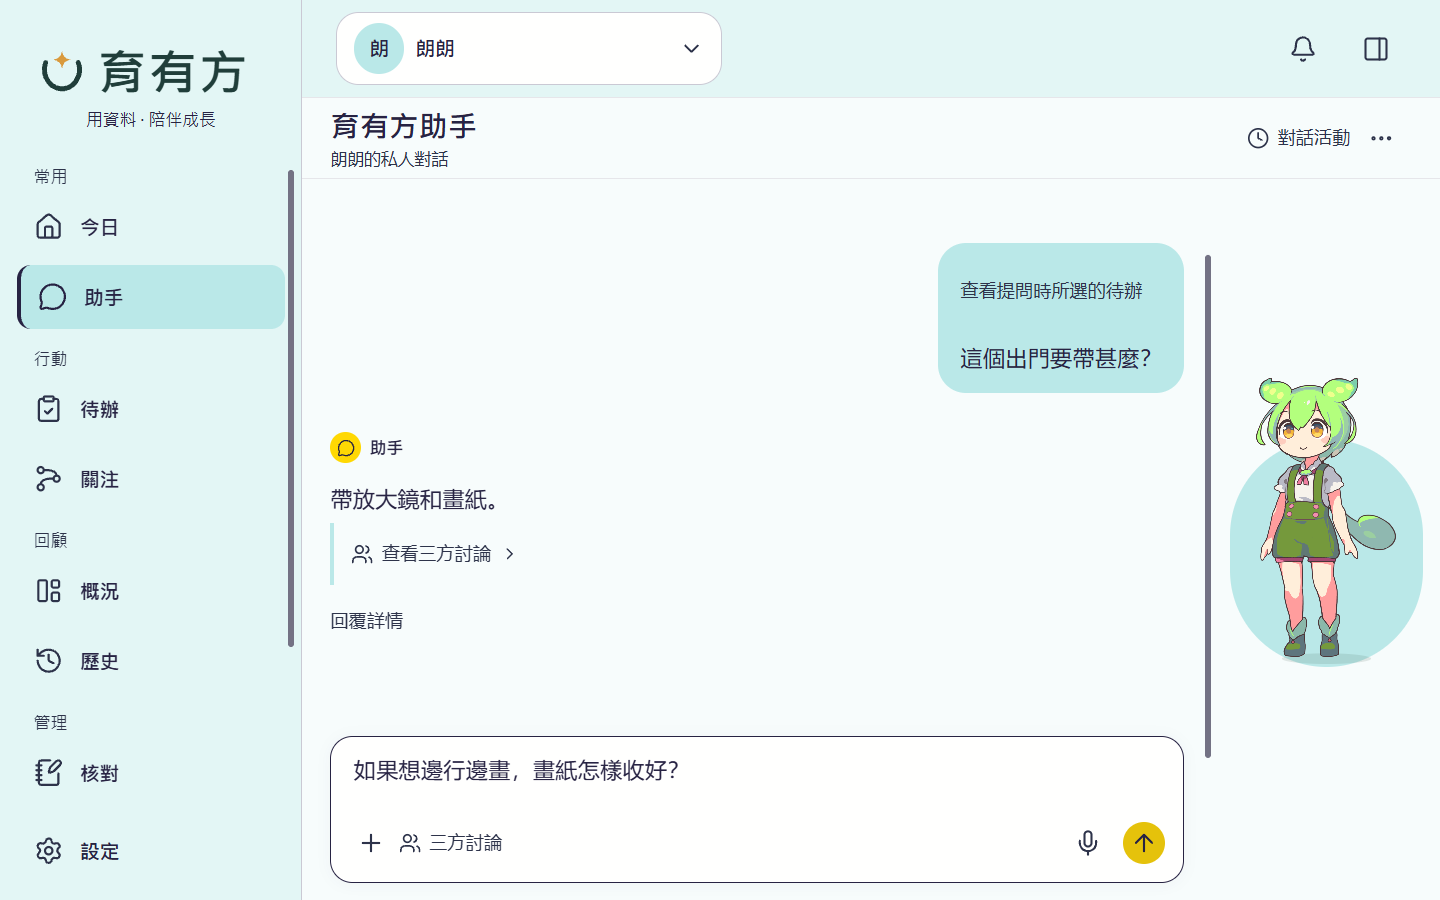 育有方
用資料 · 陪伴成長
常用
今日
助手
行動
待辦
關注
回顧
概況
歷史
管理
核對
設定
朗 朗朗
育有方助手
朗朗的私人對話
對話活動
查看提問時所選的待辦
這個出門要帶甚麼？
助手
帶放大鏡和畫紙。
查看三方討論
回覆詳情
如果想邊行邊畫，畫紙怎樣收好？
三方討論